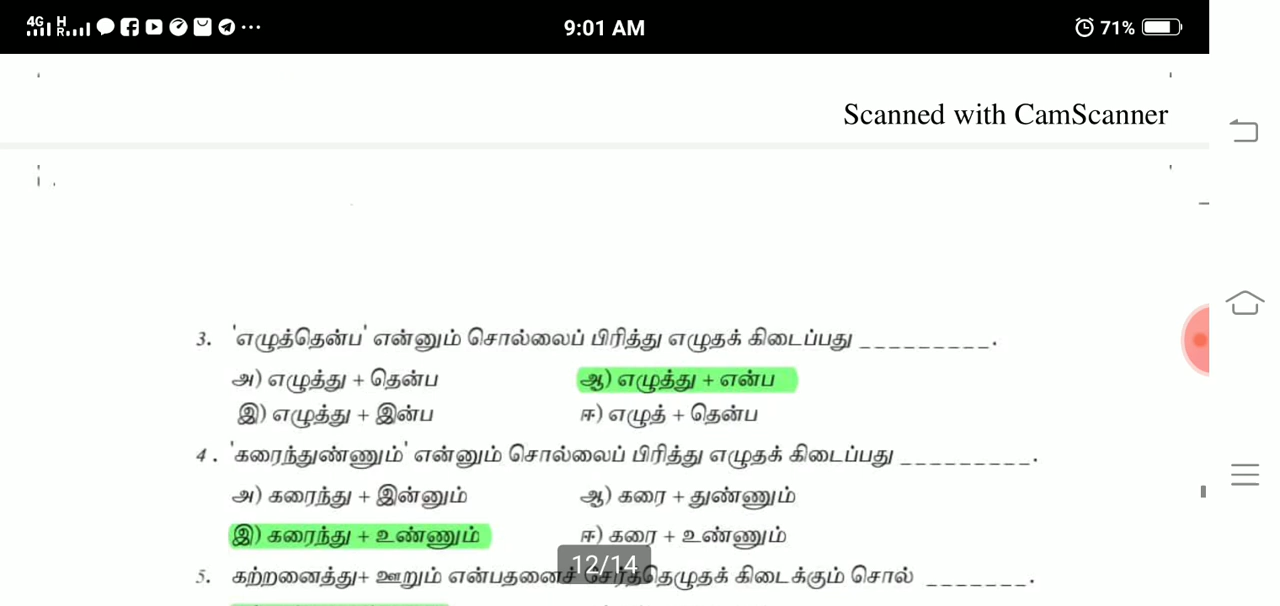 4G H R 9:01 AM 71%
Scanned with CamScanner
3. 'எழுத்தென்ப' என்னும் சொல்லைப் பிரித்து எழுதக் கிடைப்பது _________.
அ) எழுத்து + தென்ப ஆ) எழுத்து + என்ப
இ) எழுத்து + இன்ப ஈ) எழுத் + தென்ப
4. 'கரைந்துண்ணும்' என்னும் சொல்லைப் பிரித்து எழுதக் கிடைப்பது _________.
அ) கரைந்து + இன்னும் ஆ) கரை + துண்ணும்
இ) கரைந்து + உண்ணும் ஈ) கரை + உண்ணும்
12/14
5. கற்றனைத்து+ ஊறும் என்பதனைச் சேர்த்தெழுதக் கிடைக்கும் சொல் _______.